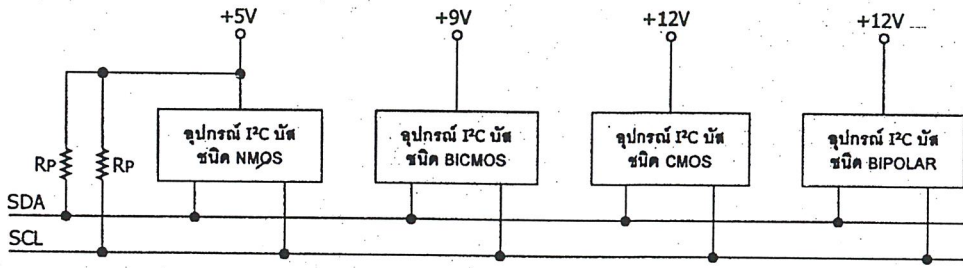 +5V
+9V
+12V
+12V
อุปกรณ์ I²C บัส
ชนิด NMOS
อุปกรณ์ I²C บัส
ชนิด BICMOS
อุปกรณ์ I²C บัส
ชนิด CMOS
อุปกรณ์ I²C บัส
ชนิด BIPOLAR
RP
RP
SDA
SCL